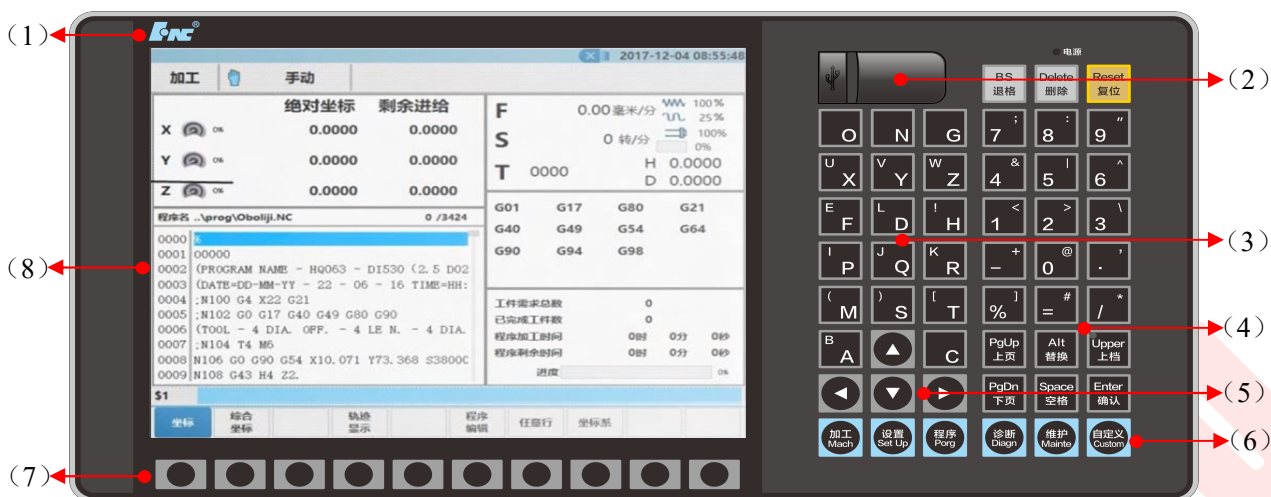 HNC®
(1)
2017-12-04 08:55:48
加工 手动
绝对坐标 剩余进给
X 0% 0.0000 0.0000
Y 0% 0.0000 0.0000
Z 0% 0.0000 0.0000
F 0.00 毫米/分 100% 25%
S 0 转/分 100% 0%
T 0000 H 0.0000
D 0.0000
程序名 ..\prog\Oboliji.NC 0 /3424
0000 %
0001 O0000
0002 (PROGRAM NAME - HQ063 - DI530 (2.5 D02
0003 (DATE=DD-MM-YY - 22 - 06 - 16 TIME=HH:
0004 ;N100 G4 X22 G21
0005 ;N102 G0 G17 G40 G49 G80 G90
0006 (TOOL - 4 DIA. OFF. - 4 LE N. - 4 DIA.
0007 ;N104 T4 M6
0008 N106 G0 G90 G54 X10.071 Y73.368 S3800C
0009 N108 G43 H4 Z2.
G01 G17 G80 G21
G40 G49 G54 G64
G90 G94 G98
工件需求总数 0
已完成工件数 0
程序加工时间 0时 0分 0秒
程序剩余时间 0时 0分 0秒
进度 0%
$1
坐标 综合坐标 轨迹显示 程序编辑 任意行 坐标系
(8)
(7)
电源
(2)
BS 退格 Delete 删除 Reset 复位
O N G 7 ; 8 : 9 "
U X V Y W Z 4 & 5 | 6 ^
E F L D ! H 1 < 2 > 3 \
(3)
I P J Q K R - + 0 @ . ,
( M ) S [ T % ] = # / *
(4)
B A C PgUp 上页 Alt 替换 Upper 上档
PgDn 下页 Space 空格 Enter 确认
(5)
加工 Mach 设置 Set Up 程序 Porg 诊断 Diagn 维护 Mainte 自定义 Custom
(6)